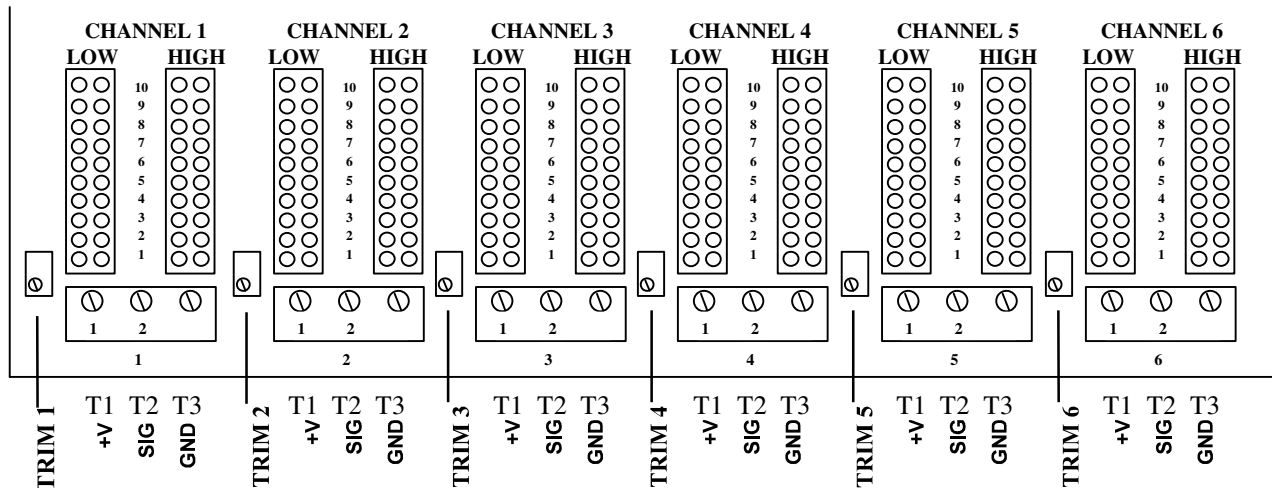 CHANNEL 1 CHANNEL 2 CHANNEL 3 CHANNEL 4 CHANNEL 5 CHANNEL 6
LOW HIGH LOW HIGH LOW HIGH LOW HIGH LOW HIGH LOW HIGH
10 10 10 10 10 10
9 9 9 9 9 9
8 8 8 8 8 8
7 7 7 7 7 7
6 6 6 6 6 6
5 5 5 5 5 5
4 4 4 4 4 4
3 3 3 3 3 3
2 2 2 2 2 2
1 1 1 1 1 1
1 2 1 2 1 2 1 2 1 2 1 2
1 2 3 4 5 6
T1 T2 T3 T1 T2 T3 T1 T2 T3 T1 T2 T3 T1 T2 T3 T1 T2 T3
TRIM 1 +V SIG GND TRIM 2 +V SIG GND TRIM 3 +V SIG GND TRIM 4 +V SIG GND TRIM 5 +V SIG GND TRIM 6 +V SIG GND